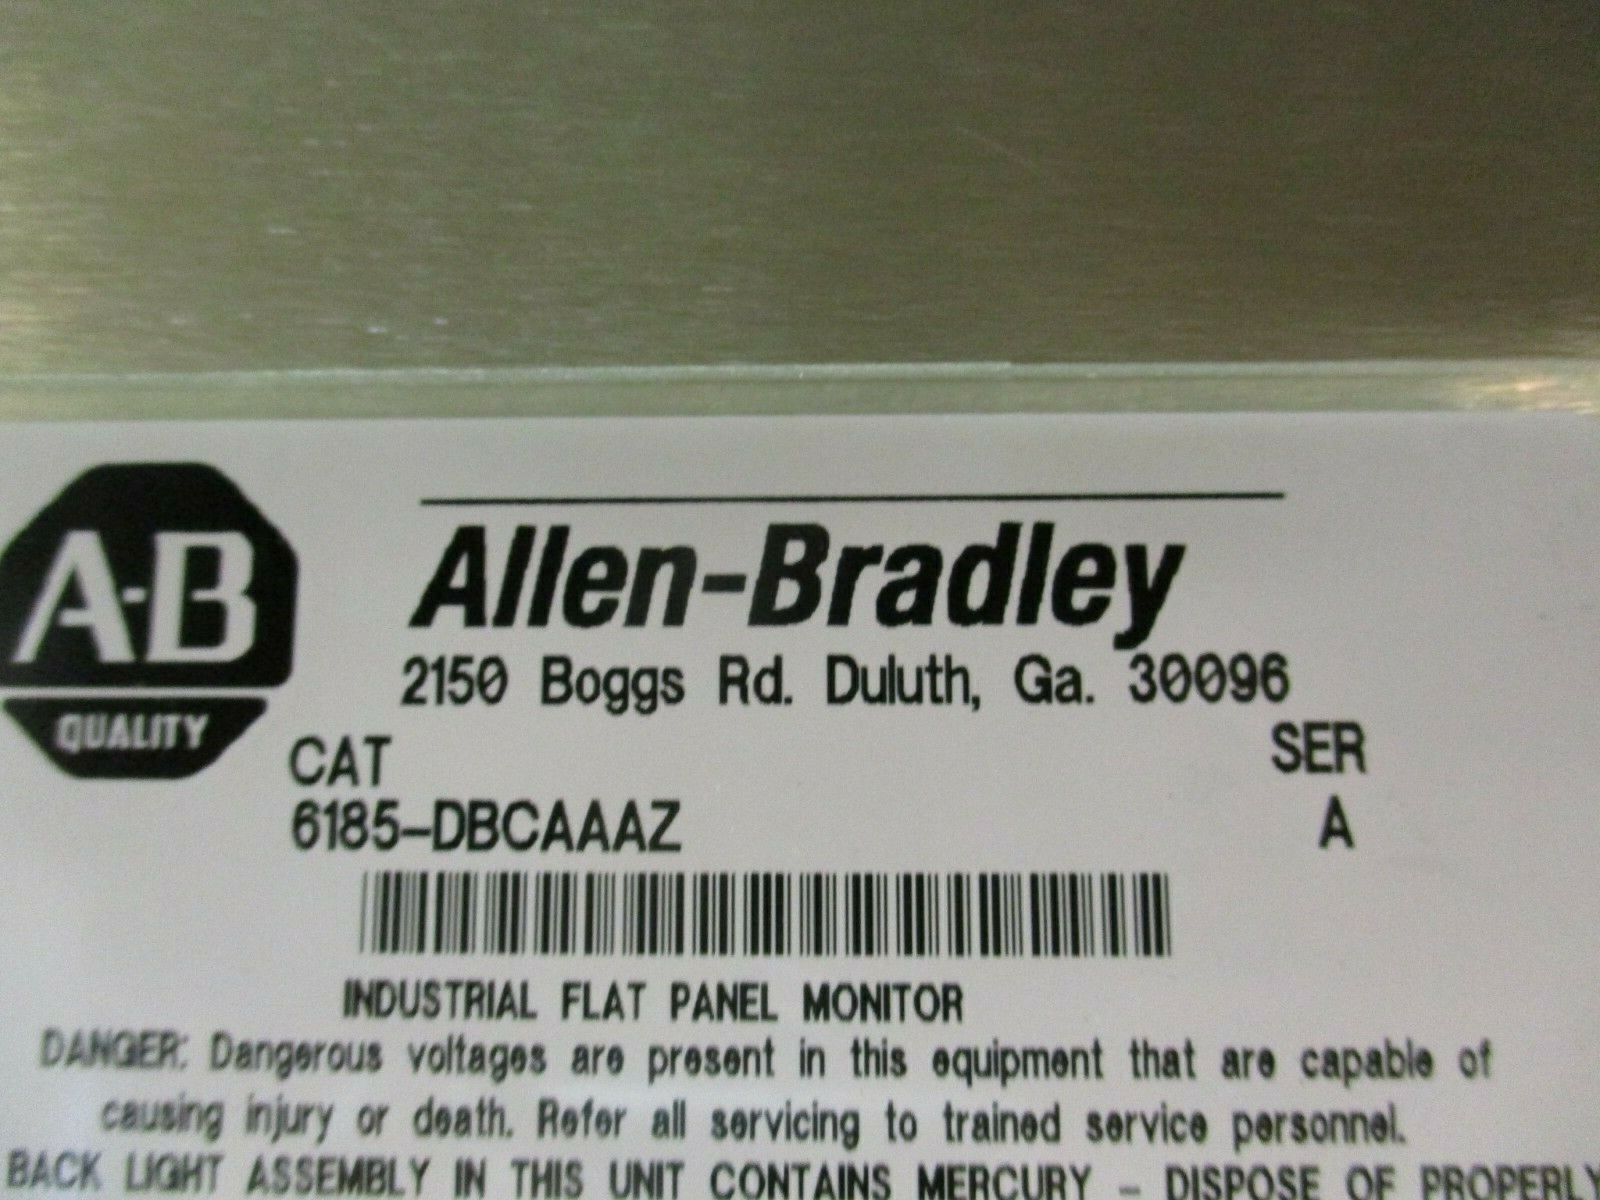 A-B
QUALITY
Allen-Bradley
2150 Boggs Rd. Duluth, Ga. 30096
CAT SER
6185-DBCAAAZ A
INDUSTRIAL FLAT PANEL MONITOR
DANGER: Dangerous voltages are present in this equipment that are capable of
causing injury or death. Refer all servicing to trained service personnel.
BACK LIGHT ASSEMBLY IN THIS UNIT CONTAINS MERCURY - DISPOSE OF PROPERLY